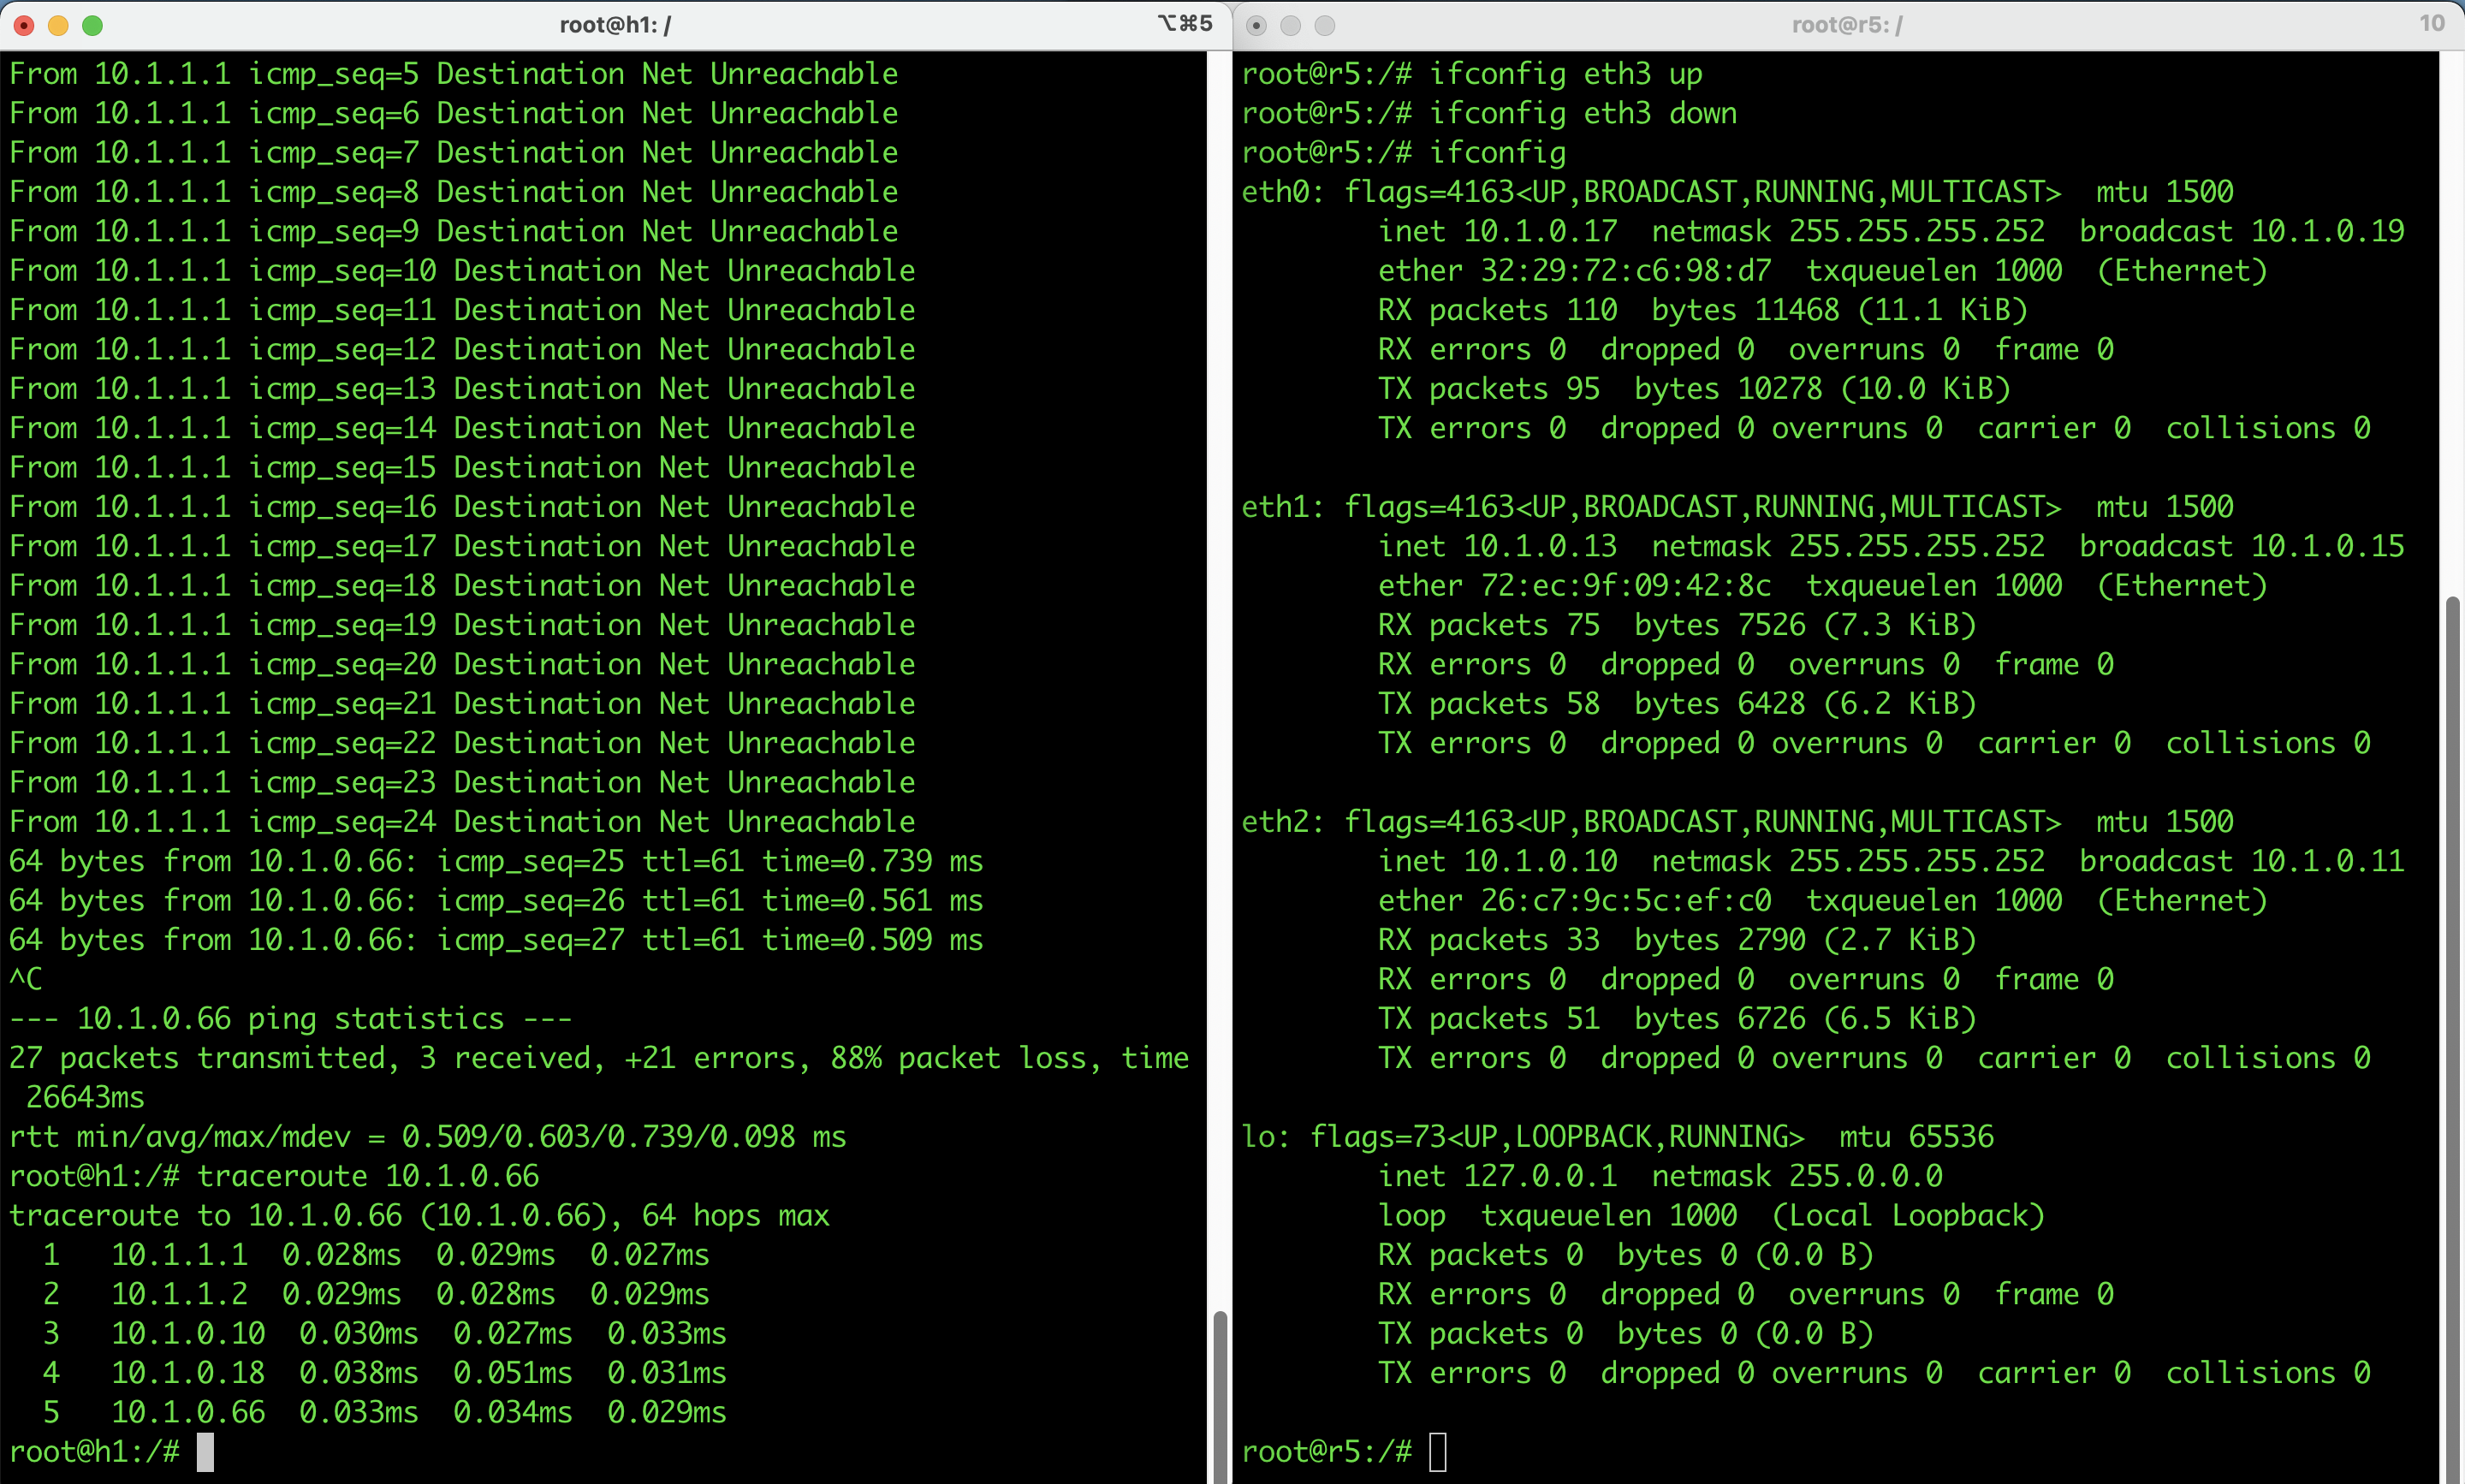 root@h1: /
⌥⌘5
From 10.1.1.1 icmp_seq=5 Destination Net Unreachable
From 10.1.1.1 icmp_seq=6 Destination Net Unreachable
From 10.1.1.1 icmp_seq=7 Destination Net Unreachable
From 10.1.1.1 icmp_seq=8 Destination Net Unreachable
From 10.1.1.1 icmp_seq=9 Destination Net Unreachable
From 10.1.1.1 icmp_seq=10 Destination Net Unreachable
From 10.1.1.1 icmp_seq=11 Destination Net Unreachable
From 10.1.1.1 icmp_seq=12 Destination Net Unreachable
From 10.1.1.1 icmp_seq=13 Destination Net Unreachable
From 10.1.1.1 icmp_seq=14 Destination Net Unreachable
From 10.1.1.1 icmp_seq=15 Destination Net Unreachable
From 10.1.1.1 icmp_seq=16 Destination Net Unreachable
From 10.1.1.1 icmp_seq=17 Destination Net Unreachable
From 10.1.1.1 icmp_seq=18 Destination Net Unreachable
From 10.1.1.1 icmp_seq=19 Destination Net Unreachable
From 10.1.1.1 icmp_seq=20 Destination Net Unreachable
From 10.1.1.1 icmp_seq=21 Destination Net Unreachable
From 10.1.1.1 icmp_seq=22 Destination Net Unreachable
From 10.1.1.1 icmp_seq=23 Destination Net Unreachable
From 10.1.1.1 icmp_seq=24 Destination Net Unreachable
64 bytes from 10.1.0.66: icmp_seq=25 ttl=61 time=0.739 ms
64 bytes from 10.1.0.66: icmp_seq=26 ttl=61 time=0.561 ms
64 bytes from 10.1.0.66: icmp_seq=27 ttl=61 time=0.509 ms
^C
--- 10.1.0.66 ping statistics ---
27 packets transmitted, 3 received, +21 errors, 88% packet loss, time
 26643ms
rtt min/avg/max/mdev = 0.509/0.603/0.739/0.098 ms
root@h1:/# traceroute 10.1.0.66
traceroute to 10.1.0.66 (10.1.0.66), 64 hops max
  1   10.1.1.1  0.028ms  0.029ms  0.027ms
  2   10.1.1.2  0.029ms  0.028ms  0.029ms
  3   10.1.0.10  0.030ms  0.027ms  0.033ms
  4   10.1.0.18  0.038ms  0.051ms  0.031ms
  5   10.1.0.66  0.033ms  0.034ms  0.029ms
root@h1:/#
root@r5: /
10
root@r5:/# ifconfig eth3 up
root@r5:/# ifconfig eth3 down
root@r5:/# ifconfig
eth0: flags=4163<UP,BROADCAST,RUNNING,MULTICAST>  mtu 1500
        inet 10.1.0.17  netmask 255.255.255.252  broadcast 10.1.0.19
        ether 32:29:72:c6:98:d7  txqueuelen 1000  (Ethernet)
        RX packets 110  bytes 11468 (11.1 KiB)
        RX errors 0  dropped 0  overruns 0  frame 0
        TX packets 95  bytes 10278 (10.0 KiB)
        TX errors 0  dropped 0 overruns 0  carrier 0  collisions 0
eth1: flags=4163<UP,BROADCAST,RUNNING,MULTICAST>  mtu 1500
        inet 10.1.0.13  netmask 255.255.255.252  broadcast 10.1.0.15
        ether 72:ec:9f:09:42:8c  txqueuelen 1000  (Ethernet)
        RX packets 75  bytes 7526 (7.3 KiB)
        RX errors 0  dropped 0  overruns 0  frame 0
        TX packets 58  bytes 6428 (6.2 KiB)
        TX errors 0  dropped 0 overruns 0  carrier 0  collisions 0
eth2: flags=4163<UP,BROADCAST,RUNNING,MULTICAST>  mtu 1500
        inet 10.1.0.10  netmask 255.255.255.252  broadcast 10.1.0.11
        ether 26:c7:9c:5c:ef:c0  txqueuelen 1000  (Ethernet)
        RX packets 33  bytes 2790 (2.7 KiB)
        RX errors 0  dropped 0  overruns 0  frame 0
        TX packets 51  bytes 6726 (6.5 KiB)
        TX errors 0  dropped 0 overruns 0  carrier 0  collisions 0
lo: flags=73<UP,LOOPBACK,RUNNING>  mtu 65536
        inet 127.0.0.1  netmask 255.0.0.0
        loop  txqueuelen 1000  (Local Loopback)
        RX packets 0  bytes 0 (0.0 B)
        RX errors 0  dropped 0  overruns 0  frame 0
        TX packets 0  bytes 0 (0.0 B)
        TX errors 0  dropped 0 overruns 0  carrier 0  collisions 0
root@r5:/#